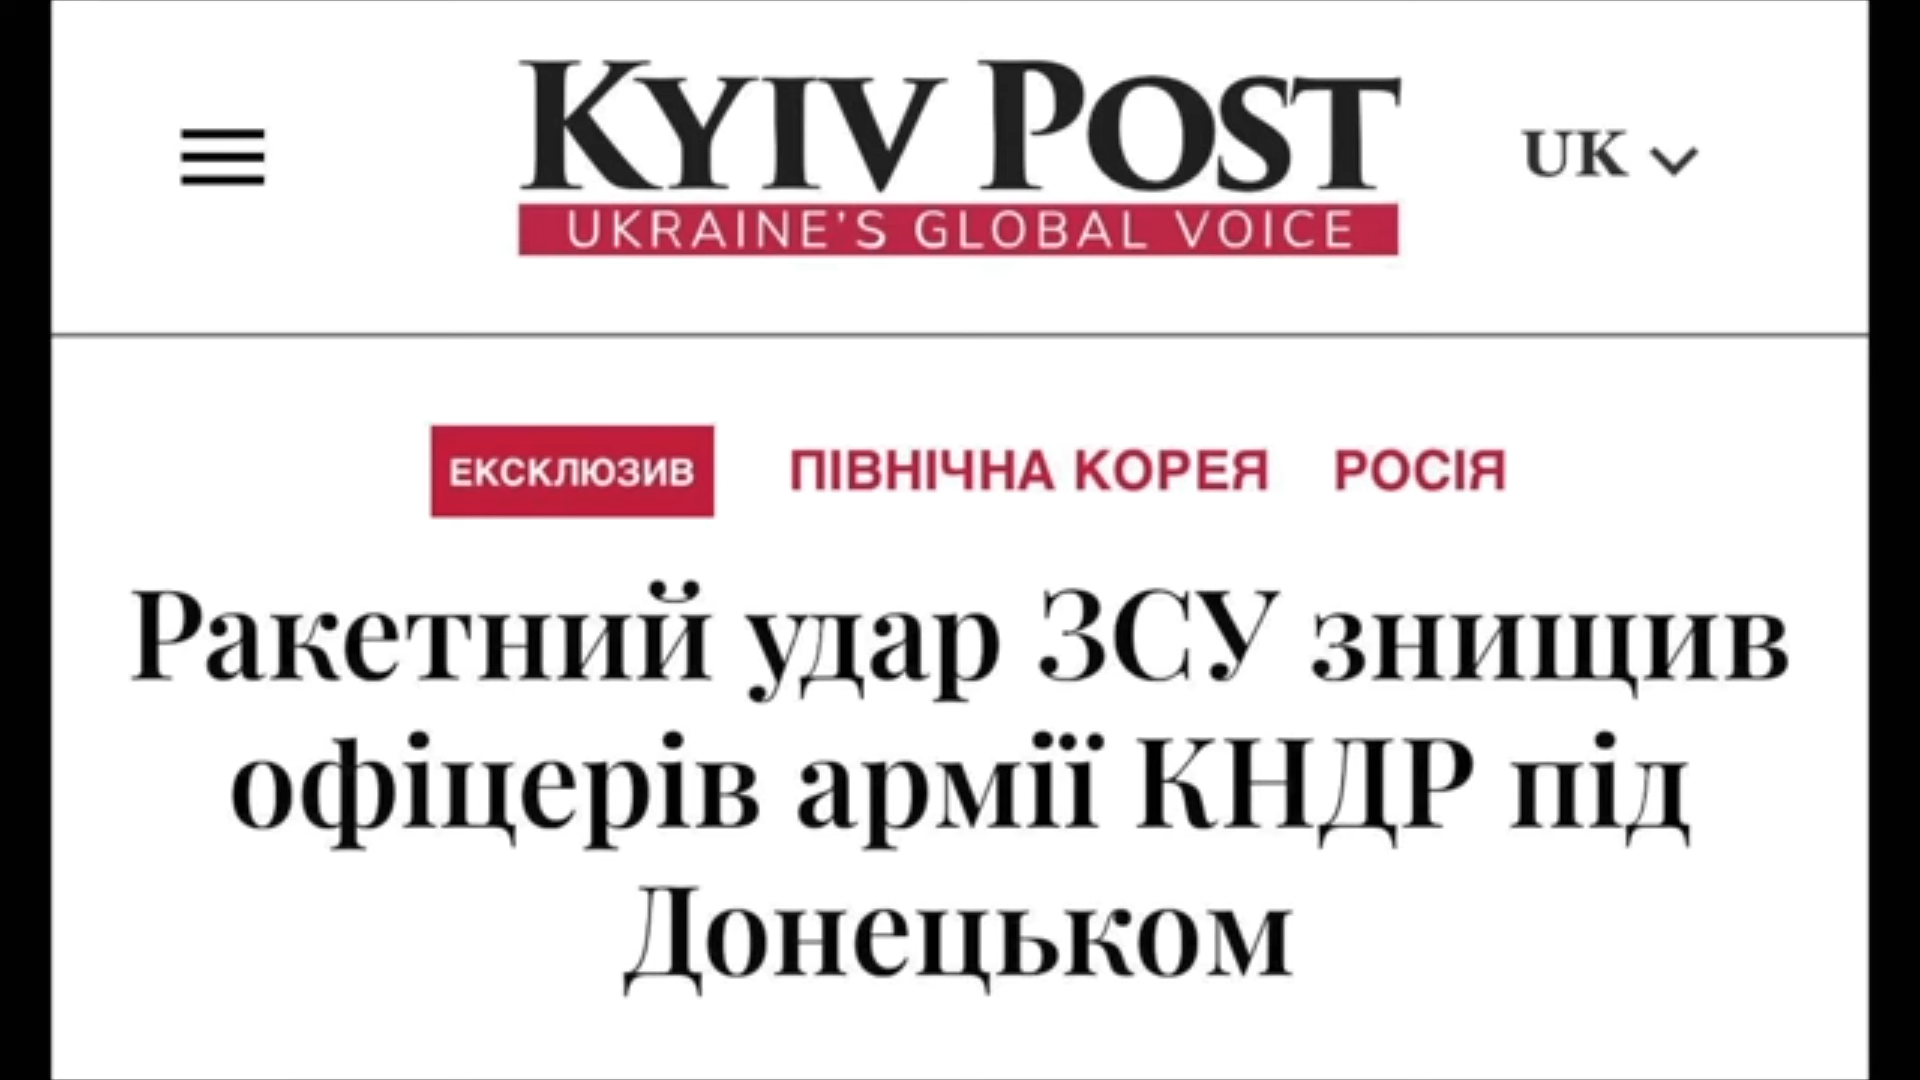 KYIV POST
UK
UKRAINE'S GLOBAL VOICE
ЕКСКЛЮЗИВ ПІВНІЧНА КОРЕЯ РОСІЯ
Ракетний удар ЗСУ знищив
офіцерів армії КНДР під
Донецьком